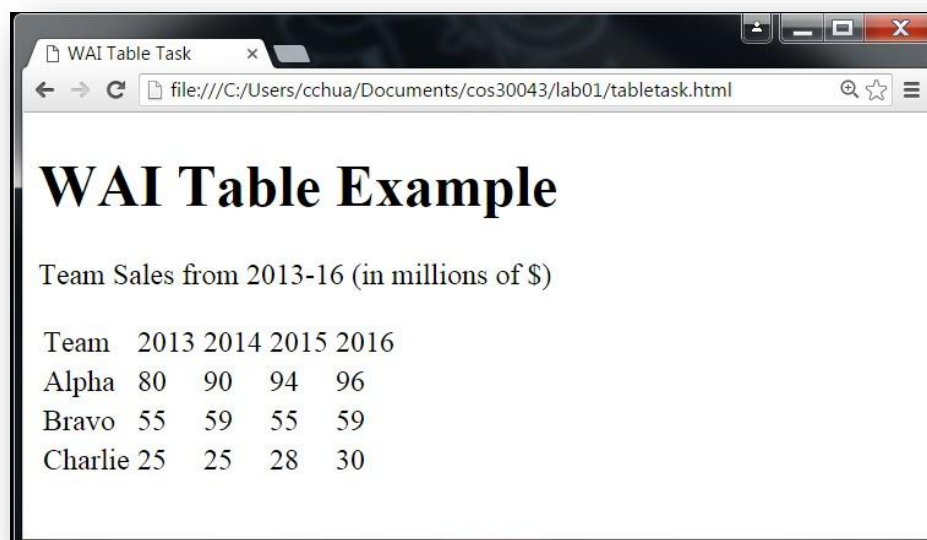 WAI Table Task
file:///C:/Users/cchua/Documents/cos30043/lab01/tabletask.html
WAI Table Example
Team Sales from 2013-16 (in millions of $)
Team 2013 2014 2015 2016
Alpha 80 90 94 96
Bravo 55 59 55 59
Charlie 25 25 28 30